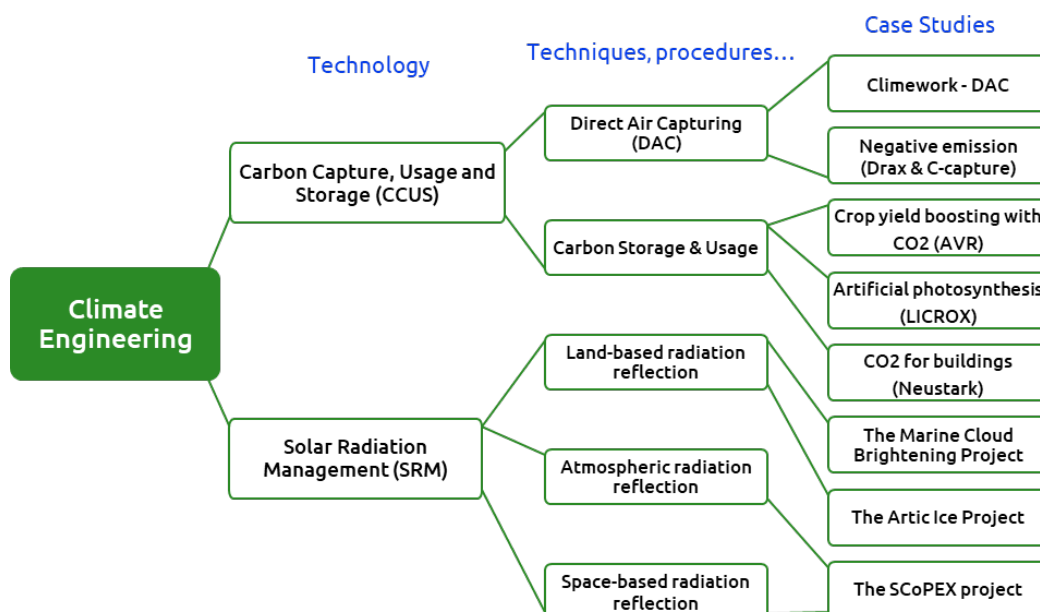 Case Studies
Technology
Techniques, procedures...
Climework - DAC
Direct Air Capturing
(DAC)
Negative emission
(Drax & C-capture)
Carbon Capture, Usage and
Storage (CCUS)
Crop yield boosting with
CO2 (AVR)
Carbon Storage & Usage
Artificial photosynthesis
(LICROX)
Climate
Engineering
Land-based radiation
reflection
CO2 for buildings
(Neustark)
Solar Radiation
Management (SRM)
The Marine Cloud
Brightening Project
Atmospheric radiation
reflection
The Artic Ice Project
Space-based radiation
reflection
The SCoPEX project